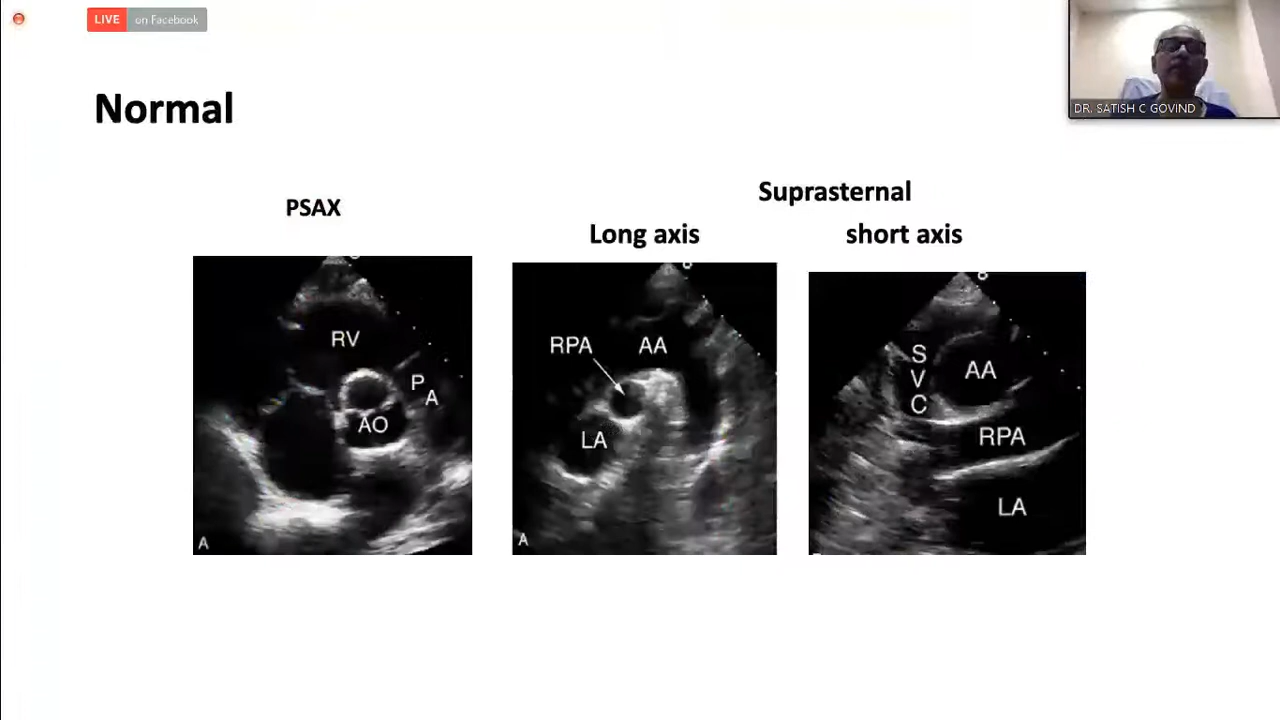 LIVE on Facebook
DR. SATISH C GOVIND
Normal
PSAX
Suprasternal
Long axis
short axis
RV
P
A
AO
A
RPA
AA
LA
A
S
V
C
AA
RPA
LA